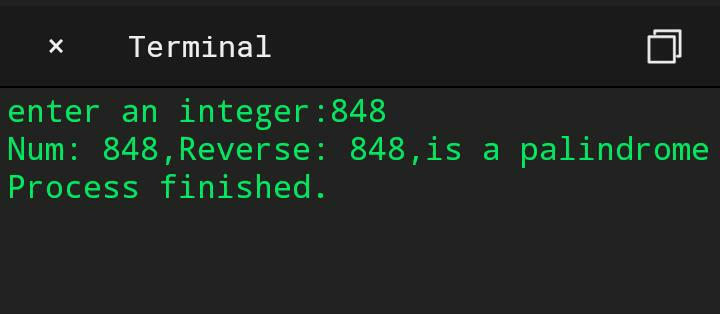 × Terminal
enter an integer:848
Num: 848,Reverse: 848,is a palindrome
Process finished.